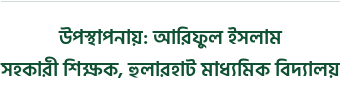 উপস্থাপনায়: আরিফুল ইসলাম
সহকারী শিক্ষক, হুলারহাট মাধ্যমিক বিদ্যালয়